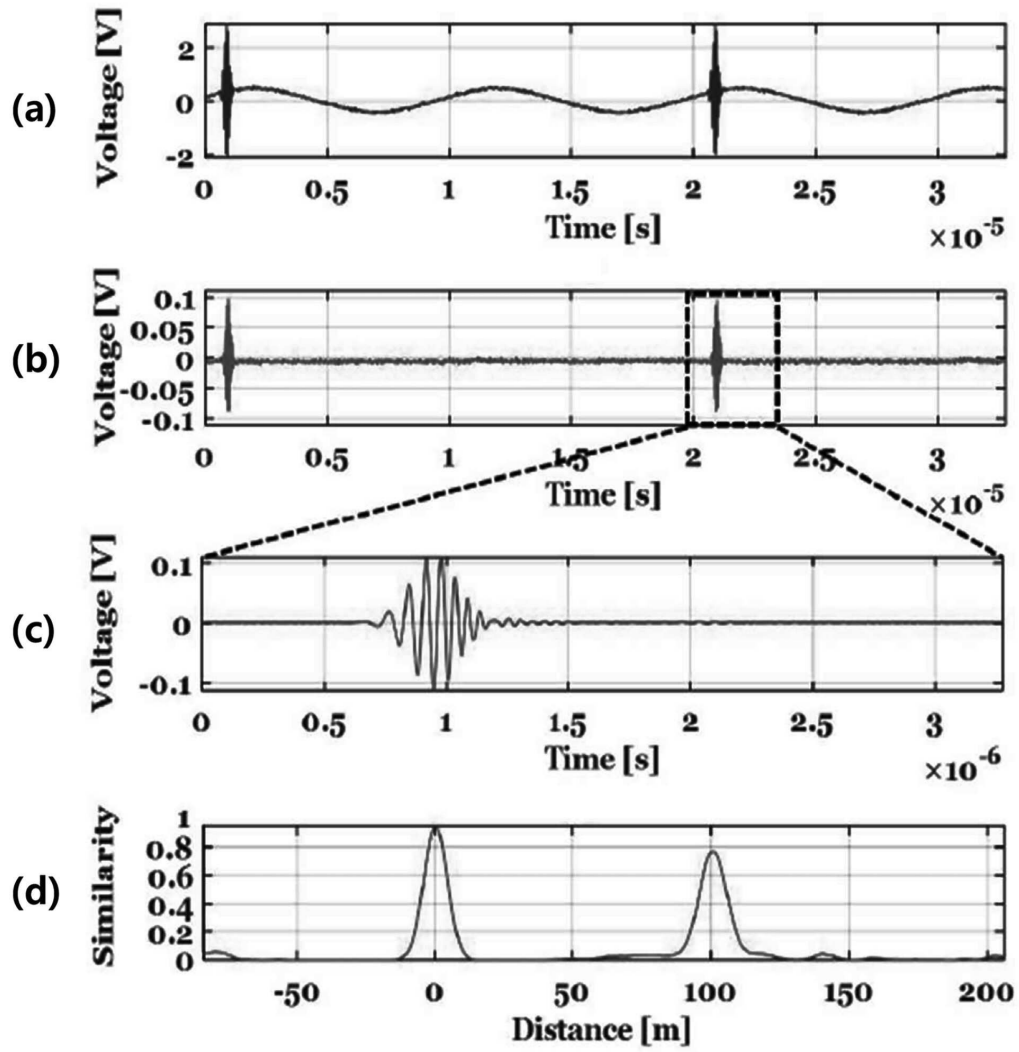 (a)
Voltage [V]
2
0
-2
0 0.5 1 1.5 2 2.5 3
Time [s]
×10⁻⁵
(b)
Voltage [V]
0.1
0.05
0
-0.05
-0.1
0 0.5 1 1.5 2 2.5 3
Time [s]
×10⁻⁵
(c)
Voltage [V]
0.1
0
-0.1
0 0.5 1 1.5 2 2.5 3
Time [s]
×10⁻⁶
(d)
Similarity
1
0.8
0.6
0.4
0.2
0
-50 0 50 100 150 200
Distance [m]